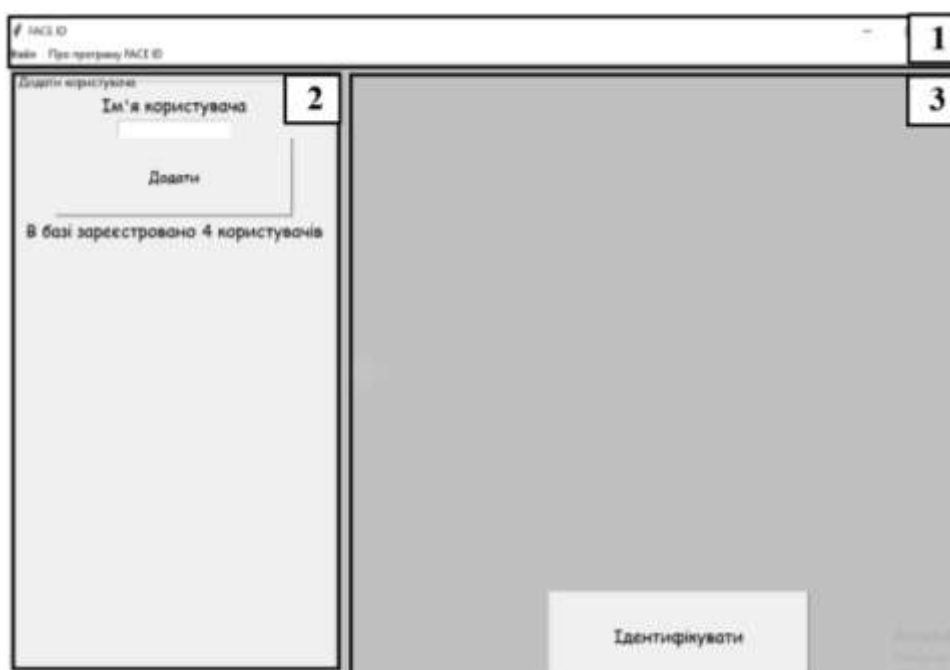 FACE ID
1
Файл Про програму FACE ID
Додати користувача
2
3
Ім'я користувача
Додати
В базі зареєстровано 4 користувачів
Ідентифікувати